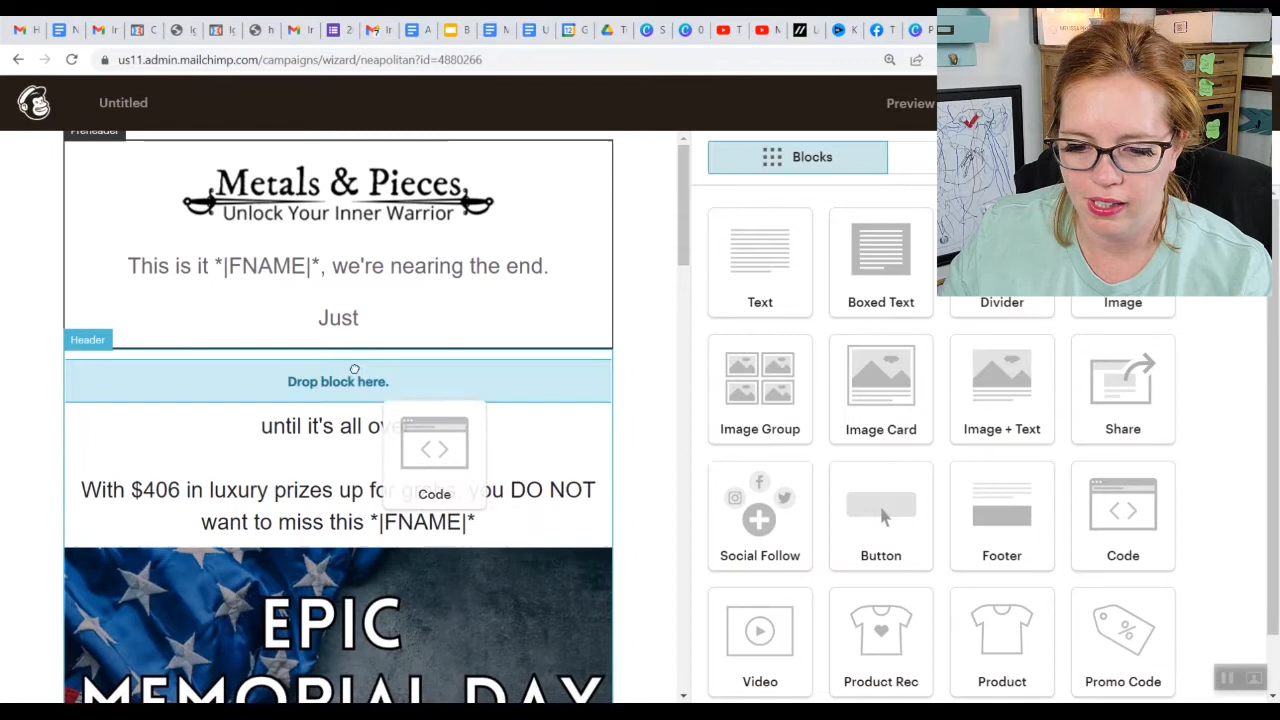 us11.admin.mailchimp.com/campaigns/wizard/neapolitan?id=4880266
Untitled
Preview
Preheader
Blocks
Metals & Pieces
Unlock Your Inner Warrior
This is it *|FNAME|*, we're nearing the end.
Just
Header
Drop block here.
until it's all
Code
With $406 in luxury prizes up for grabs, you DO NOT
want to miss this *|FNAME|*
EPIC
MEMORIAL DAY
Text
Boxed Text
Divider
Image
Image Group
Image Card
Image + Text
Share
Social Follow
Button
Footer
Code
Video
Product Rec
Product
Promo Code